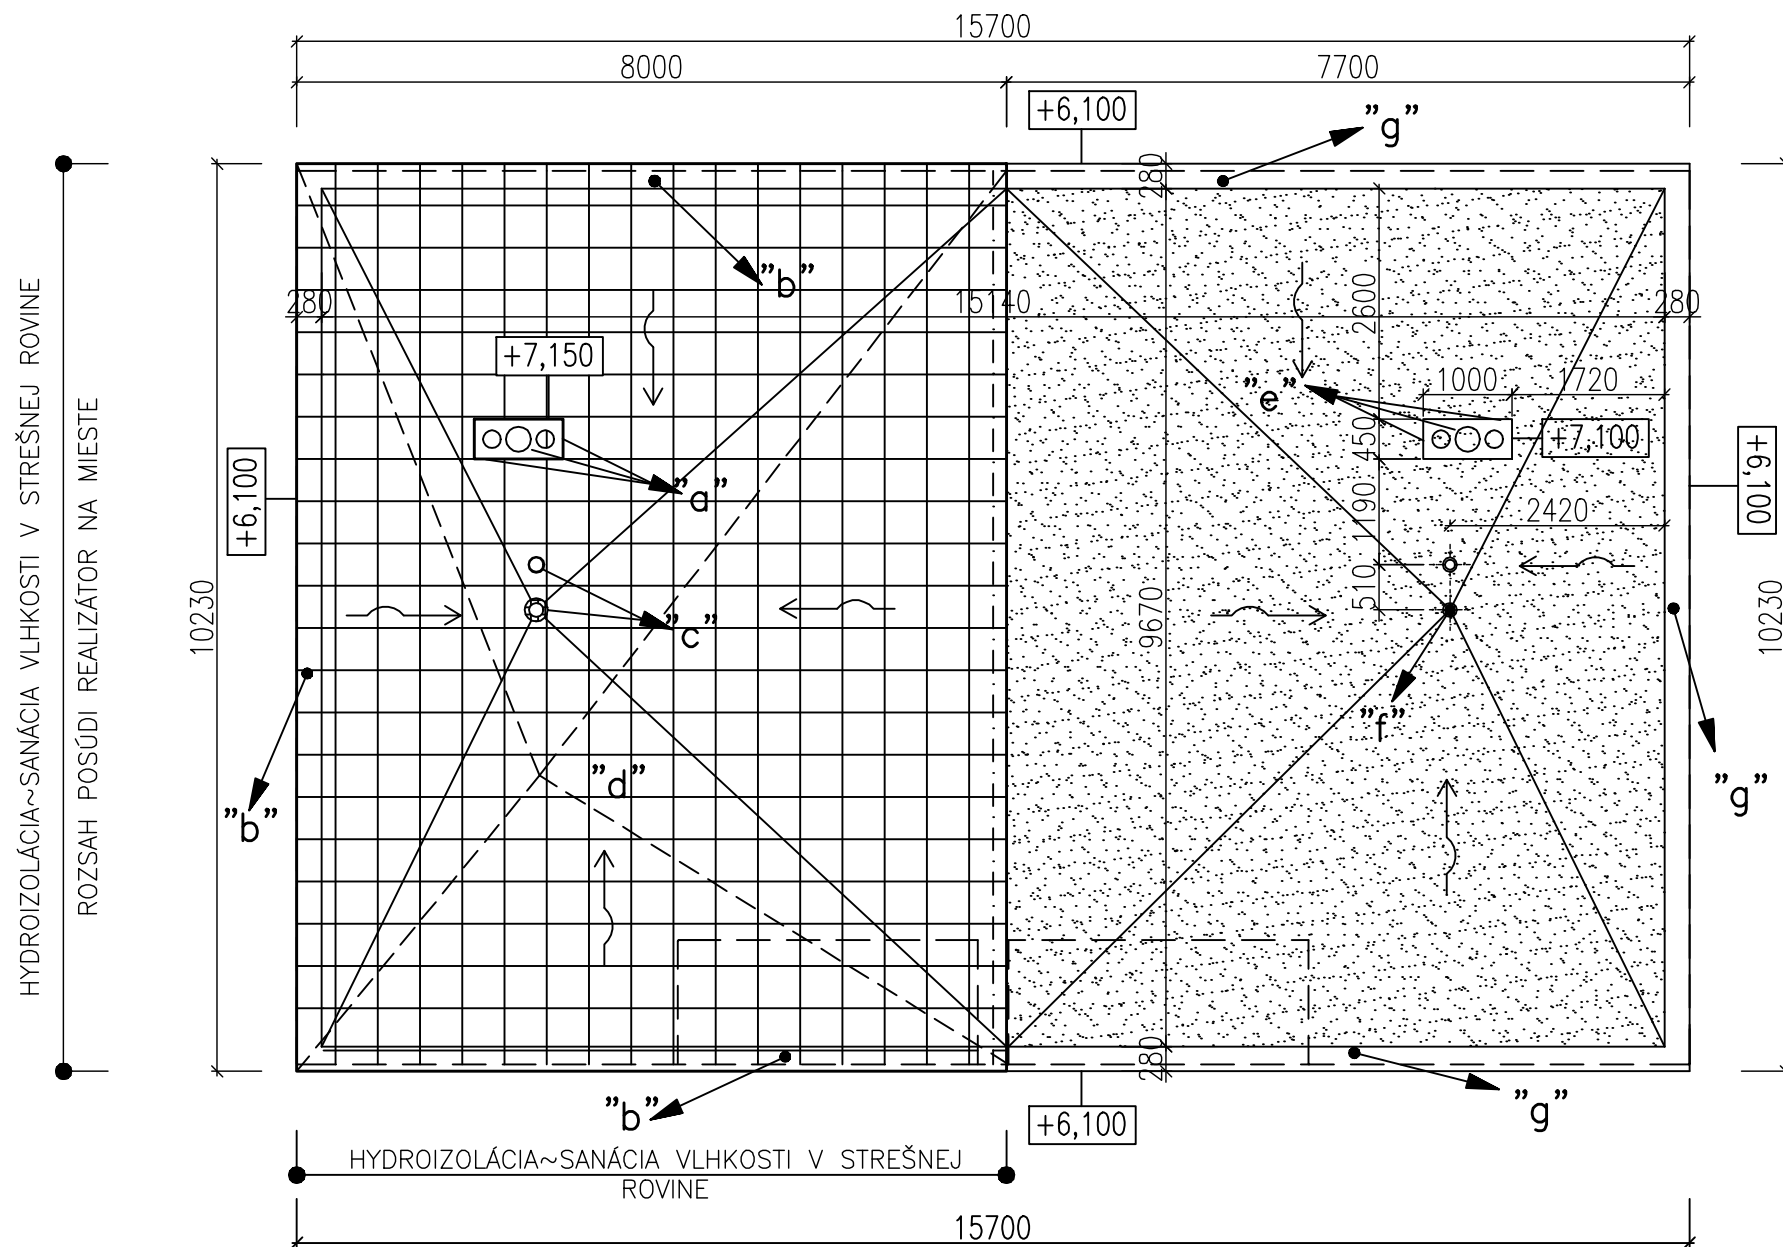 15700
8000
7700
+6,100
"g"
280
"b"
280
15140
2600
280
+7,150
"e"
1000
1720
450
+7,100
+6,100
+6,100
"a"
1190
2420
510
"c"
10230
9670
10230
"f"
"d"
"g"
"b"
HYDROIZOLÁCIA~SANÁCIA VLHKOSTI V STREŠNEJ ROVINE
ROZSAH POSÚDI REALIZÁTOR NA MIESTE
280
"b"
"g"
+6,100
HYDROIZOLÁCIA~SANÁCIA VLHKOSTI V STREŠNEJ
ROVINE
15700